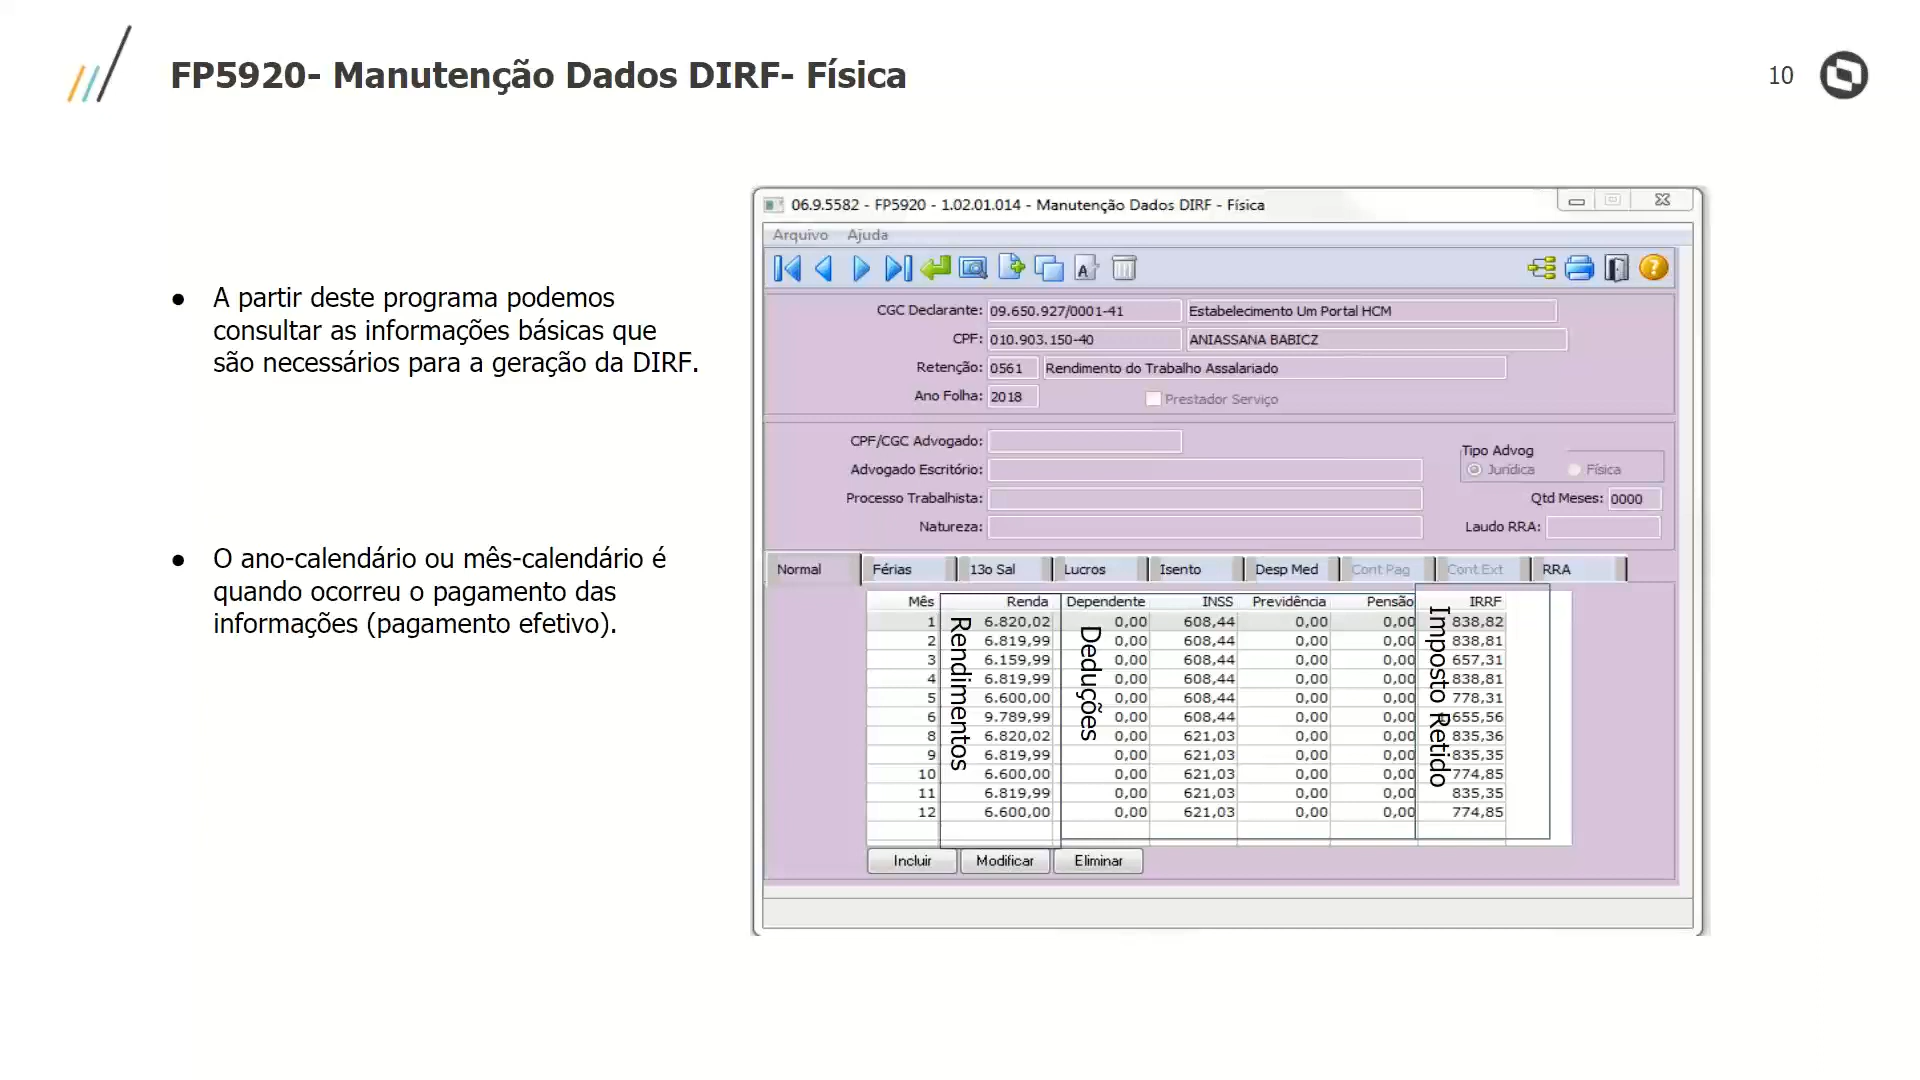 FP5920- Manutenção Dados DIRF- Física
10
● A partir deste programa podemos
consultar as informações básicas que
são necessários para a geração da DIRF.
● O ano-calendário ou mês-calendário é
quando ocorreu o pagamento das
informações (pagamento efetivo).
06.9.5582 - FP5920 - 1.02.01.014 - Manutenção Dados DIRF - Física
Arquivo Ajuda
CGC Declarante: 09.650.927/0001-41 Estabelecimento Um Portal HCM
CPF: 010.903.150-40 ANIASSANA BABICZ
Retenção: 0561 Rendimento do Trabalho Assalariado
Ano Folha: 2018 Prestador Serviço
CPF/CGC Advogado:
Advogado Escritório:
Processo Trabalhista:
Natureza:
Tipo Advog
Jurídica Física
Qtd Meses: 0000
Laudo RRA:
Normal Férias 13o Sal Lucros Isento Desp Med Cont Pag Cont Ext RRA
Mês Renda Dependente INSS Previdência Pensão IRRF
1 6.820,02 0,00 608,44 0,00 0,00 838,82
2 6.819,99 0,00 608,44 0,00 0,00 838,81
3 6.159,99 0,00 608,44 0,00 0,00 657,31
4 6.819,99 0,00 608,44 0,00 0,00 838,81
5 6.600,00 0,00 608,44 0,00 0,00 778,31
6 9.789,99 0,00 608,44 0,00 0,00 655,56
8 6.820,02 0,00 621,03 0,00 0,00 835,36
9 6.819,99 0,00 621,03 0,00 0,00 835,35
10 6.600,00 0,00 621,03 0,00 0,00 774,85
11 6.819,99 0,00 621,03 0,00 0,00 835,35
12 6.600,00 0,00 621,03 0,00 0,00 774,85
Rendimentos
Deduções
Imposto Retido
Incluir Modificar Eliminar